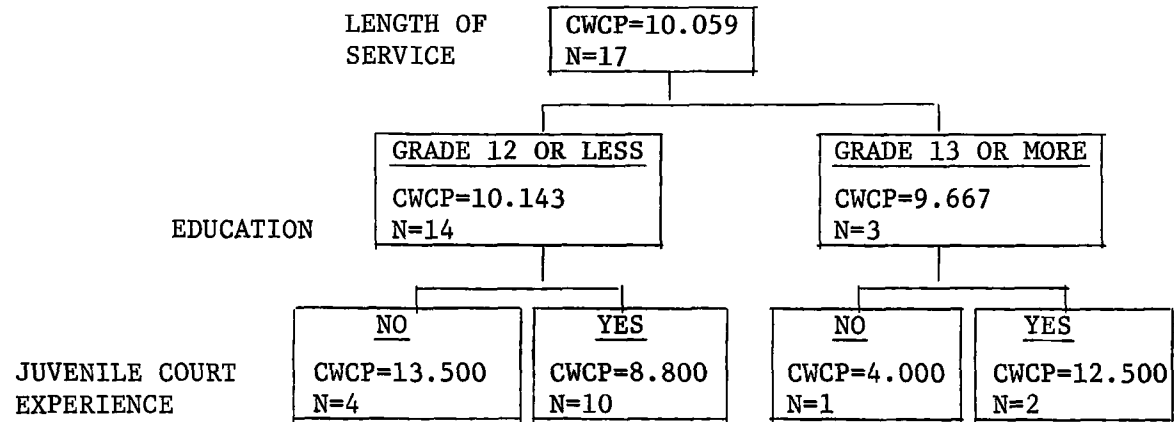 LENGTH OF
SERVICE
CWCP=10.059
N=17
GRADE 12 OR LESS
CWCP=10.143
N=14
GRADE 13 OR MORE
CWCP=9.667
N=3
EDUCATION
NO
CWCP=13.500
N=4
YES
CWCP=8.800
N=10
NO
CWCP=4.000
N=1
YES
CWCP=12.500
N=2
JUVENILE COURT
EXPERIENCE